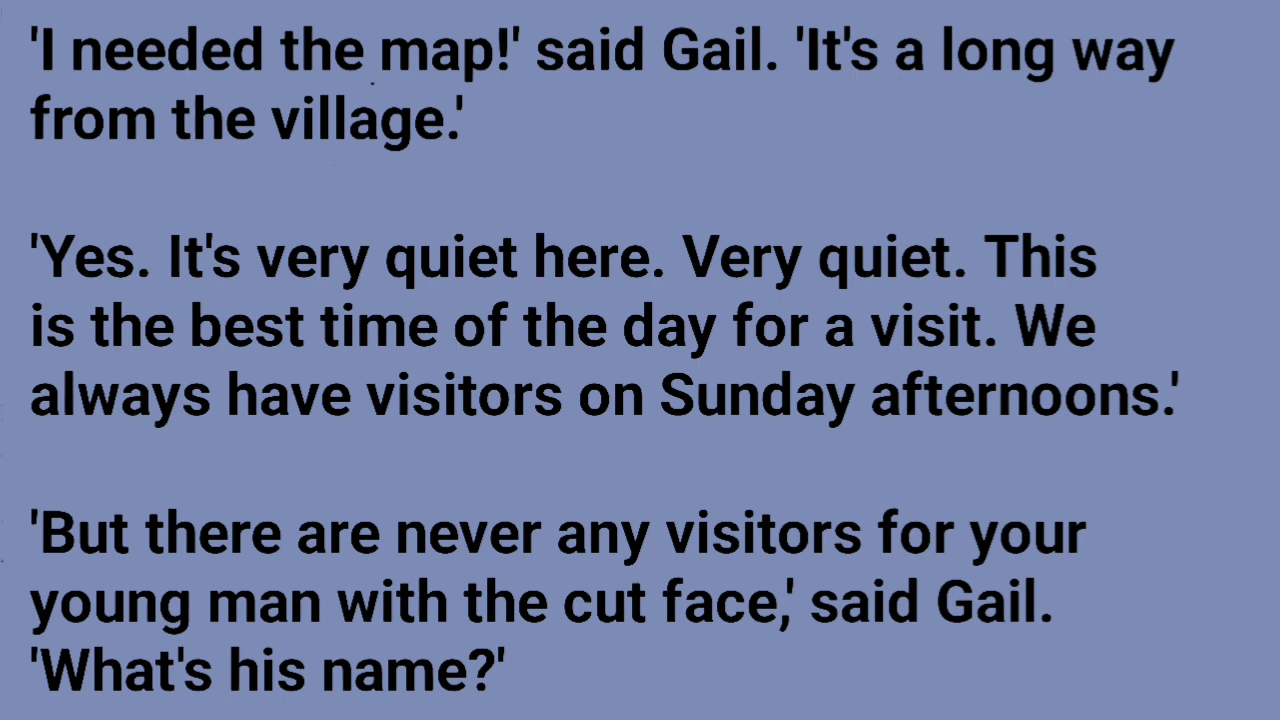 'I needed the map!' said Gail. 'It's a long way
from the village.'
'Yes. It's very quiet here. Very quiet. This
is the best time of the day for a visit. We
always have visitors on Sunday afternoons.'
'But there are never any visitors for your
young man with the cut face,' said Gail.
'What's his name?'